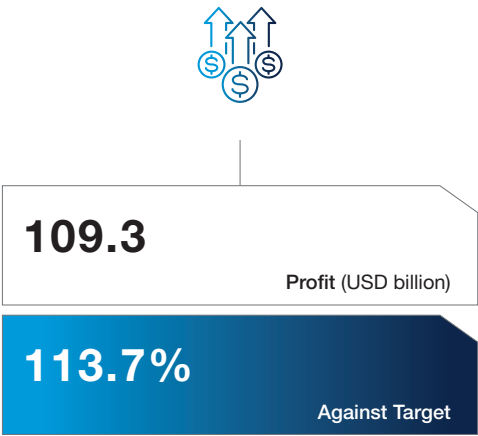 $ $ $
109.3
Profit (USD billion)
113.7%
Against Target